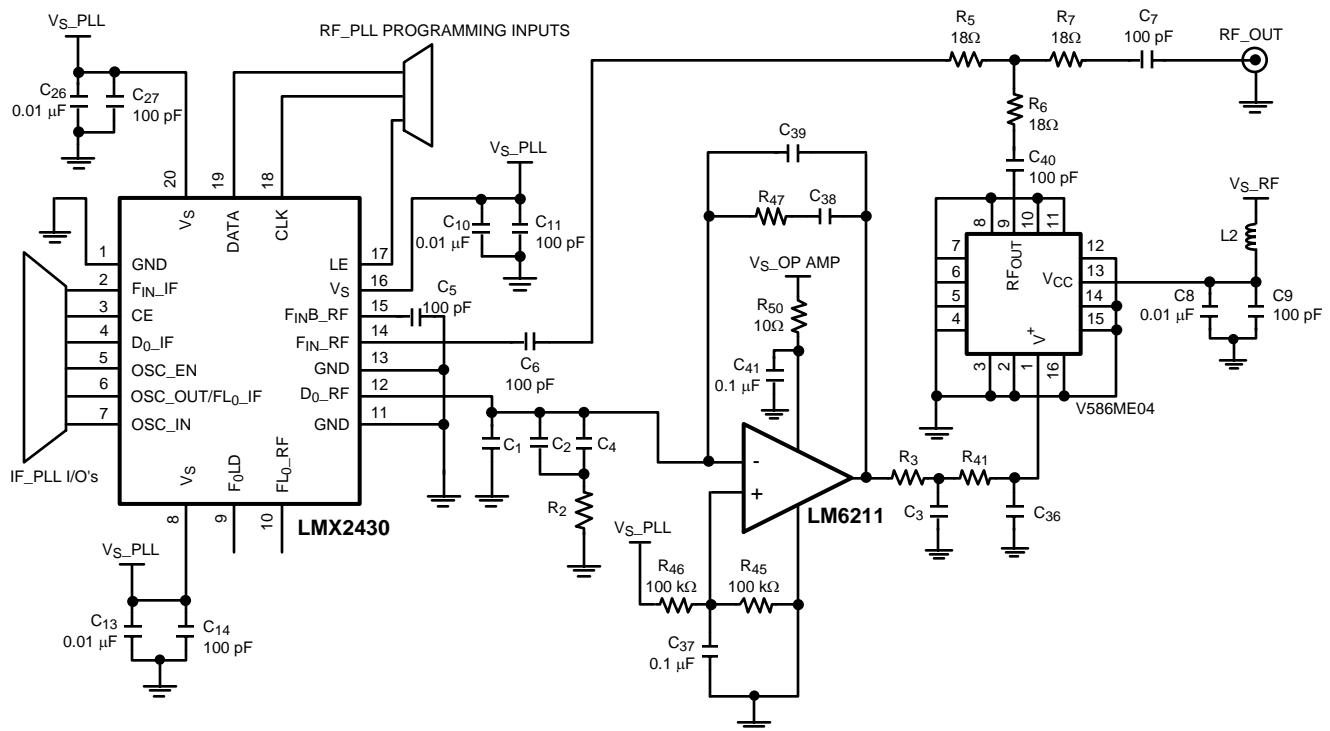 V_S_PLL
C26
0.01 µF
C27
100 pF
RF_PLL PROGRAMMING INPUTS
R5
18Ω
R7
18Ω
C7
100 pF
RF_OUT
R6
18Ω
C40
100 pF
20
19
18
VS
DATA
CLK
VS_PLL
C10
0.01 µF
C11
100 pF
C39
R47
C38
VS_RF
L2
1
GND
2
FIN_IF
3
CE
4
D0_IF
5
OSC_EN
6
OSC_OUT/FL0_IF
7
OSC_IN
17
LE
16
VS
15
FINB_RF
14
FIN_RF
13
GND
12
D0_RF
11
GND
C5
100 pF
C6
100 pF
VS_OP AMP
R50
10Ω
C41
0.1 µF
8
9
10
11
7
6
5
4
RFOUT
VCC
V+
12
13
14
15
3
2
1
16
V586ME04
C8
0.01 µF
C9
100 pF
IF_PLL I/O's
VS
F0LD
FL0_RF
8
9
10
LMX2430
C1
C2
C4
R2
-
+
LM6211
R3
R41
C3
C36
VS_PLL
R46
100 kΩ
R45
100 kΩ
C37
0.1 µF
VS_PLL
C13
0.01 µF
C14
100 pF